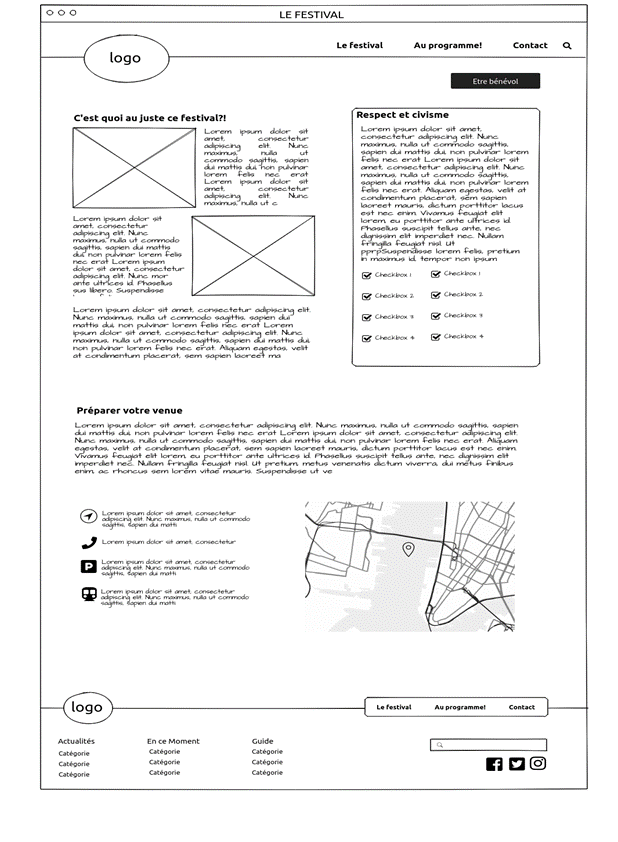 LE FESTIVAL
logo
Le festival
Au programme!
Contact
Etre bénévol
C'est quoi au juste ce festival?!
Lorem ipsum dolor sit
amet, consectetur
adipiscing elit. Nunc
maximus, nulla ut
commodo sagittis, sapien
dui mattis dui, non pulvinar
lorem felis nec erat
Lorem ipsum dolor sit
amet, consectetur
adipiscing elit. Nunc
maximus, nulla ut c
Lorem ipsum dolor sit
amet, consectetur
adipiscing elit. Nunc
maximus, nulla ut commodo
sagittis, sapien dui mattis
dui, non pulvinar lorem felis
nec erat Lorem ipsum
dolor sit amet, consectetur
adipiscing elit. Nunc mor
ante ultrices id. Phasellus
sus libero. Suspendisse
Lorem ipsum dolor sit amet, consectetur adipiscing elit.
Nunc maximus, nulla ut commodo sagittis, sapien dui
mattis dui, non pulvinar lorem felis nec erat Lorem
ipsum dolor sit amet, consectetur adipiscing elit. Nunc
maximus, nulla ut commodo sagittis, sapien dui mattis dui,
non pulvinar lorem felis nec erat. Aliquam egestas, velit
at condimentum placerat, sem sapien laoreet ma
Respect et civisme
Lorem ipsum dolor sit amet,
consectetur adipiscing elit. Nunc
maximus, nulla ut commodo sagittis, sapien
dui mattis dui, non pulvinar lorem
felis nec erat Lorem ipsum dolor sit
amet, consectetur adipiscing elit. Nunc
maximus, nulla ut commodo sagittis, sapien
dui mattis dui, non pulvinar lorem
felis nec erat. Aliquam egestas, velit
at condimentum placerat, sem sapien
laoreet mauris, dictum porttitor lacus
est nec enim. Vivamus feugiat elit
lorem, eu porttitor ante ultrices id.
Phasellus suscipit tellus ante, nec
dignissim elit imperdiet nec. Nullam
fringilla feugiat nisl. Ut
pprpSuspendisse lorem felis, pretium
in maximus id, tempor non ipsum
Checkbox 1
Checkbox 1
Checkbox 2
Checkbox 2
Checkbox 3
Checkbox 3
Checkbox 4
Checkbox 4
Préparer votre venue
Lorem ipsum dolor sit amet, consectetur adipiscing elit. Nunc maximus, nulla ut commodo sagittis, sapien
dui mattis dui, non pulvinar lorem felis nec erat Lorem ipsum dolor sit amet, consectetur adipiscing elit.
Nunc maximus, nulla ut commodo sagittis, sapien dui mattis dui, non pulvinar lorem felis nec erat. Aliquam
egestas, velit at condimentum placerat, sem sapien laoreet mauris, dictum porttitor lacus est nec enim.
Vivamus feugiat elit lorem, eu porttitor ante ultrices id. Phasellus suscipit tellus ante, nec dignissim elit
imperdiet nec. Nullam fringilla feugiat nisl. Ut pretium, metus venenatis dictum viverra, dui metus finibus
enim, ac rhoncus sem lorem vitae mauris. Suspendisse ut ve
Lorem ipsum dolor sit amet, consectetur
adipiscing elit. Nunc maximus, nulla ut commodo
sagittis, sapien dui matti
Lorem ipsum dolor sit amet, consectetur
P
Lorem ipsum dolor sit amet, consectetur
adipiscing elit. Nunc maximus, nulla ut commodo
sagittis, sapien dui matti
Lorem ipsum dolor sit amet, consectetur
adipiscing elit. Nunc maximus, nulla ut commodo
sagittis, sapien dui matti
logo
Le festival
Au programme!
Contact
Actualités
Catégorie
Catégorie
Catégorie
En ce Moment
Catégorie
Catégorie
Catégorie
Guide
Catégorie
Catégorie
Catégorie